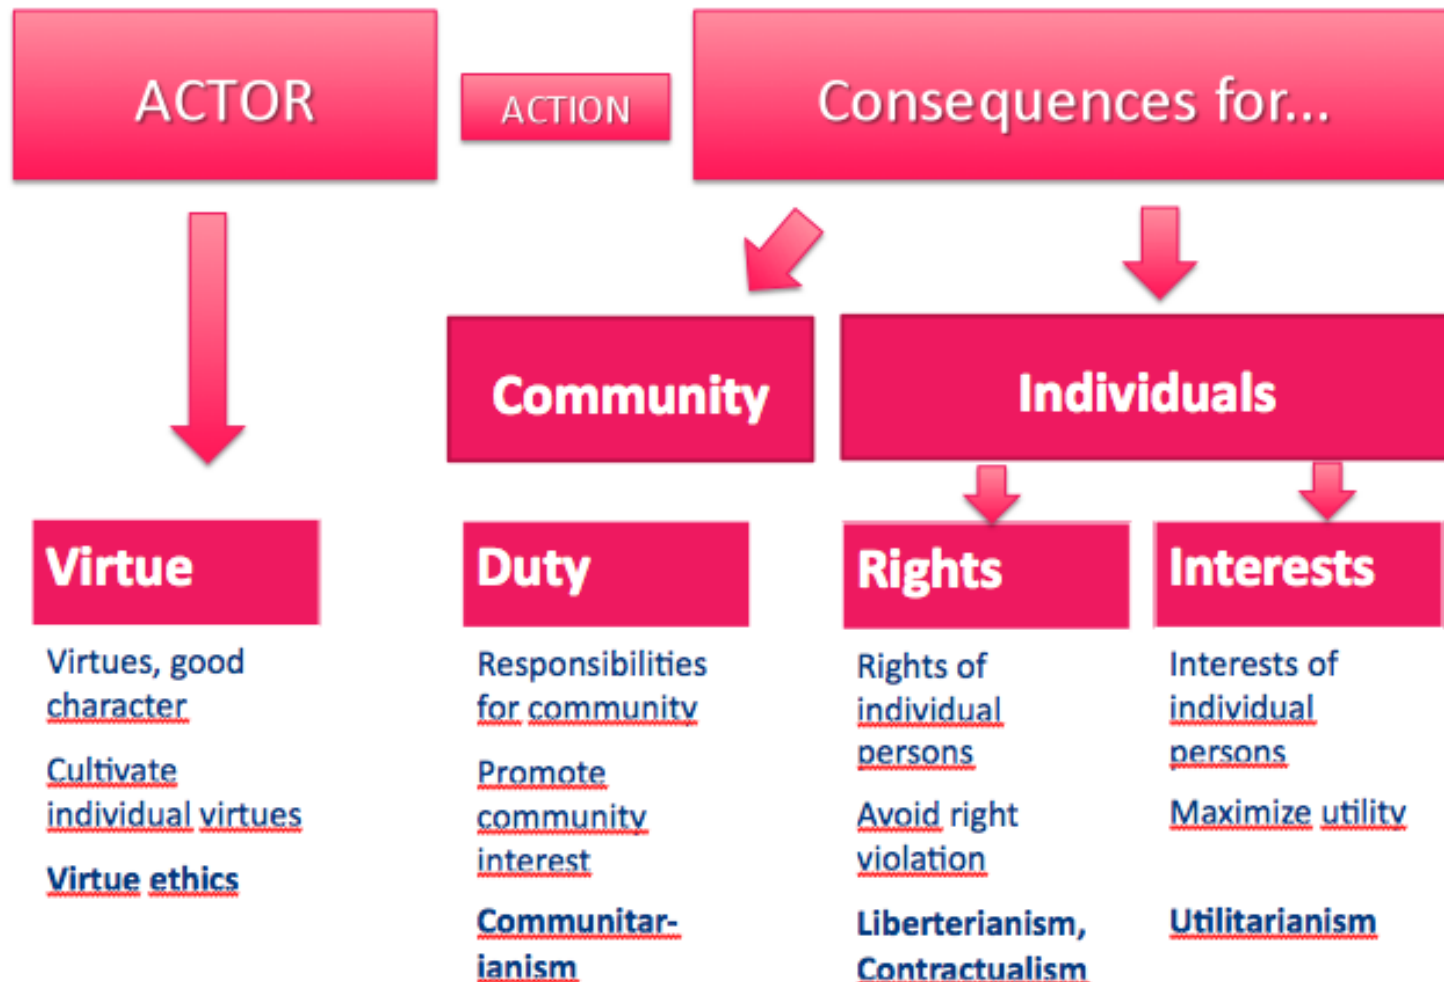 ACTOR
ACTION
Consequences for...
Community
Individuals
Virtue
Virtues, good
character
Cultivate
individual virtues
Virtue ethics
Duty
Responsibilities
for community
Promote
community
interest
Communitar-
ianism
Rights
Rights of
individual
persons
Avoid right
violation
Liberterianism,
Contractualism
Interests
Interests of
individual
persons
Maximize utility
Utilitarianism